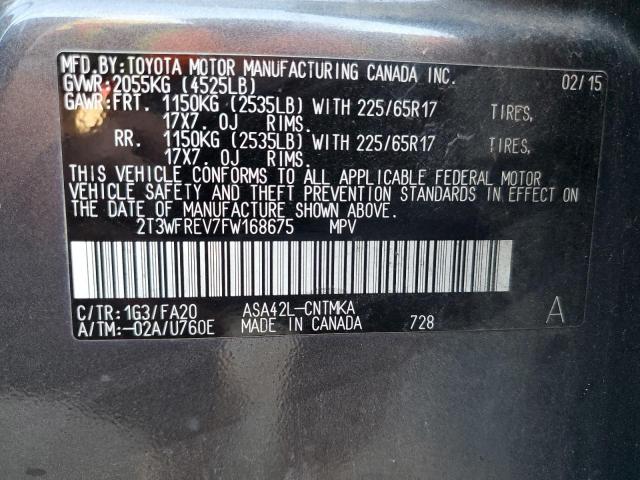 MFD.BY:TOYOTA MOTOR MANUFACTURING CANADA INC. 02/15
GVWR:2055KG (4525LB)
GAWR:FRT. 1150KG (2535LB) WITH 225/65R17 TIRES,
17X7.0J RIMS.
RR. 1150KG (2535LB) WITH 225/65R17 TIRES,
17X7.0J RIMS.
THIS VEHICLE CONFORMS TO ALL APPLICABLE FEDERAL MOTOR
VEHICLE SAFETY AND THEFT PREVENTION STANDARDS IN EFFECT ON
THE DATE OF MANUFACTURE SHOWN ABOVE.
2T3WFREV7FW168675 MPV
C/TR:1G3/FA20 ASA42L-CNTMKA A
A/TM:-02A/U760E MADE IN CANADA 728